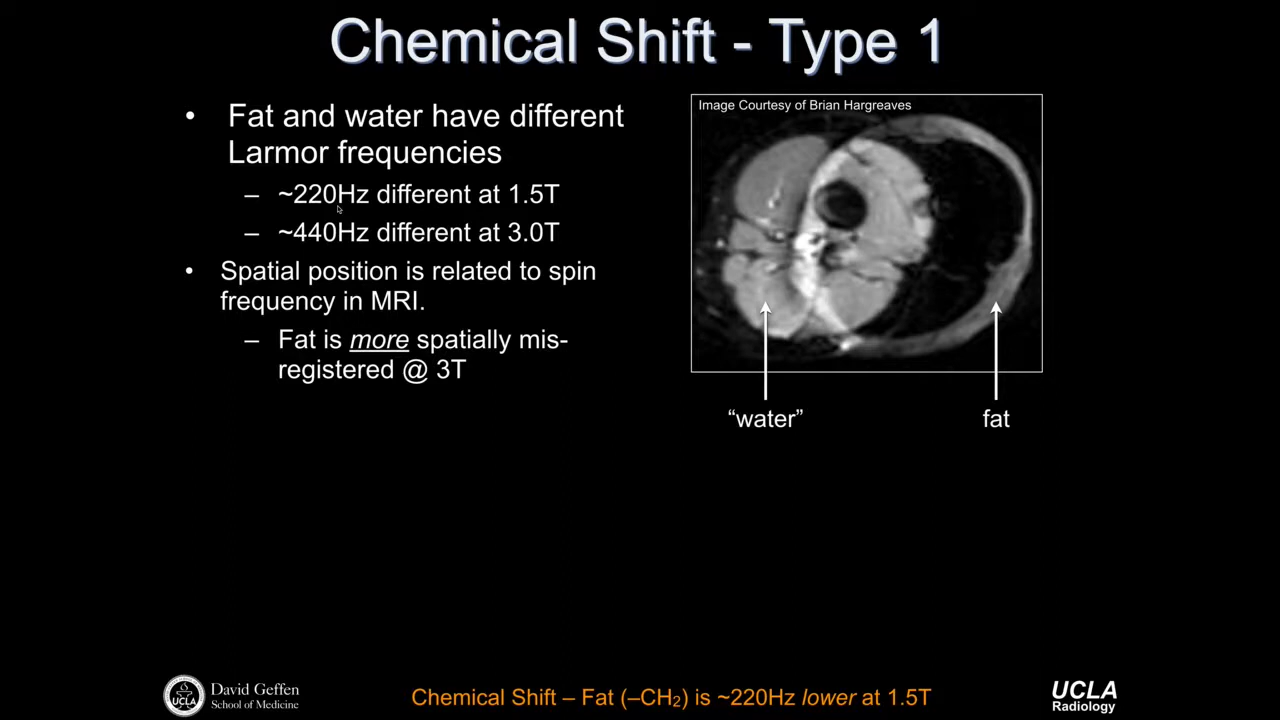 Chemical Shift - Type 1
• Fat and water have different
Larmor frequencies
– ~220Hz different at 1.5T
– ~440Hz different at 3.0T
• Spatial position is related to spin
frequency in MRI.
– Fat is more spatially mis-
registered @ 3T
Image Courtesy of Brian Hargreaves
“water”
fat
UCLA
David Geffen
School of Medicine
Chemical Shift – Fat (–CH₂) is ~220Hz lower at 1.5T
UCLA
Radiology